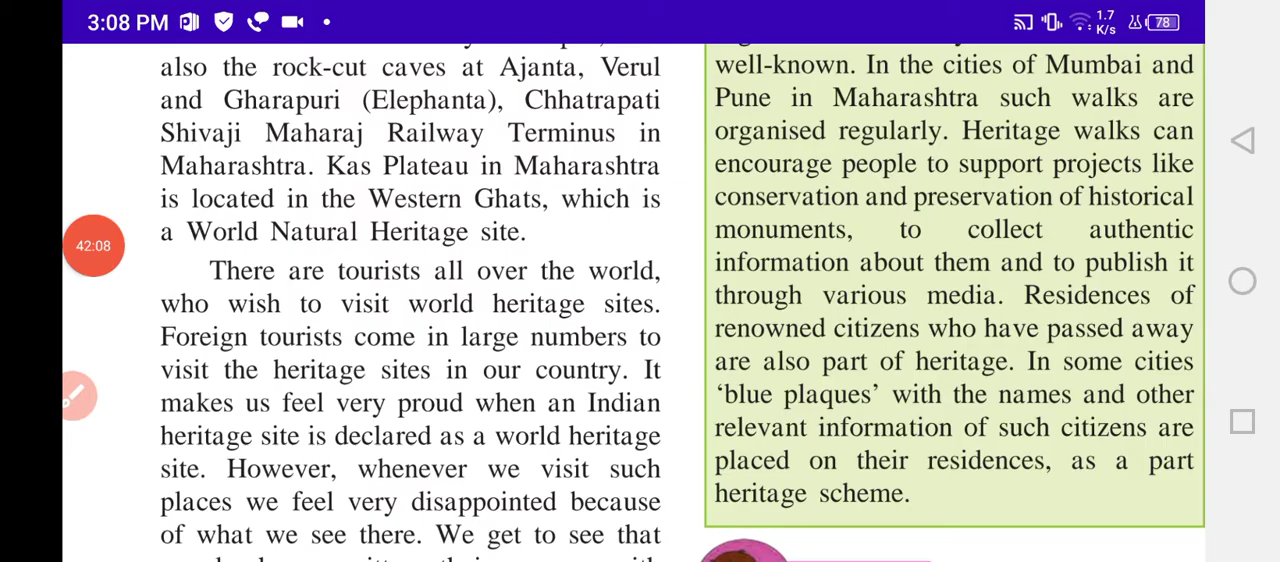 3:08 PM
1.7
K/s
78
also the rock-cut caves at Ajanta, Verul
and Gharapuri (Elephanta), Chhatrapati
Shivaji Maharaj Railway Terminus in
Maharashtra. Kas Plateau in Maharashtra
is located in the Western Ghats, which is
a World Natural Heritage site.
There are tourists all over the world,
who wish to visit world heritage sites.
Foreign tourists come in large numbers to
visit the heritage sites in our country. It
makes us feel very proud when an Indian
heritage site is declared as a world heritage
site. However, whenever we visit such
places we feel very disappointed because
of what we see there. We get to see that
42:08
well-known. In the cities of Mumbai and
Pune in Maharashtra such walks are
organised regularly. Heritage walks can
encourage people to support projects like
conservation and preservation of historical
monuments, to collect authentic
information about them and to publish it
through various media. Residences of
renowned citizens who have passed away
are also part of heritage. In some cities
‘blue plaques’ with the names and other
relevant information of such citizens are
placed on their residences, as a part
heritage scheme.